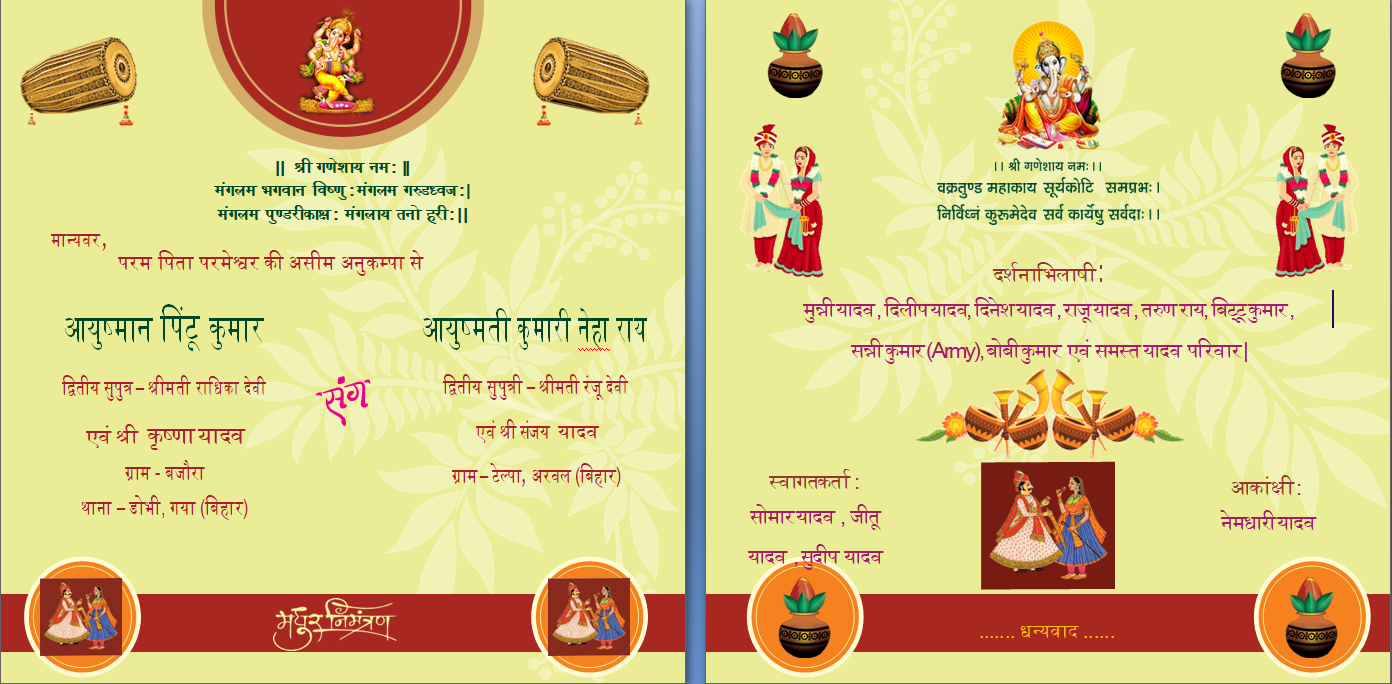 || श्री गणेशाय नम: ||
मंगलम भगवान विष्णु :मंगलम गरुडध्वज:|
मंगलम पुण्डरीकाक्ष: मंगलाय तनो हरी:||
मान्यवर,
परम पिता परमेश्वर की असीम अनुकम्पा से
आयुष्मान पिंटू कुमार
द्वितीय सुपुत्र – श्रीमती राधिका देवी
एवं श्री कृष्णा यादव
ग्राम - बजौरा
थाना – डोभी, गया (बिहार)
संग
आयुष्मती कुमारी नेहा राय
द्वितीय सुपुत्री – श्रीमती रंजू देवी
एवं श्री संजय यादव
ग्राम – टेल्पा, अरवल (बिहार)
मधुर निमंत्रण
।। श्री गणेशाय नमः।।
वक्रतुण्ड महाकाय सूर्यकोटि समप्रभः।
निर्विध्नं कुरूमेदेव सर्व कार्येषु सर्वदाः।।
दर्शनाभिलाषी:
मुन्नी यादव, दिलीप यादव, दिनेश यादव, राजू यादव, तरुण राय, बिट्टू कुमार,
सन्नी कुमार (Army), बोबी कुमार एवं समस्त यादव परिवार|
स्वागतकर्ता :
सोमार यादव , जीतू
यादव , सुदीप यादव
आकांक्षी :
नेमधारी यादव
....... धन्यवाद ......